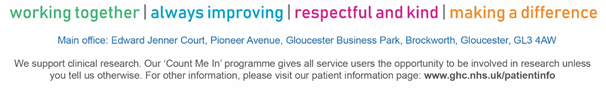 working together | always improving | respectful and kind | making a difference
Main office: Edward Jenner Court, Pioneer Avenue, Gloucester Business Park, Brockworth, Gloucester, GL3 4AW
We support clinical research. Our ‘Count Me In’ programme gives all service users the opportunity to be involved in research unless
you tell us otherwise. For other information, please visit our patient information page: www.ghc.nhs.uk/patientinfo